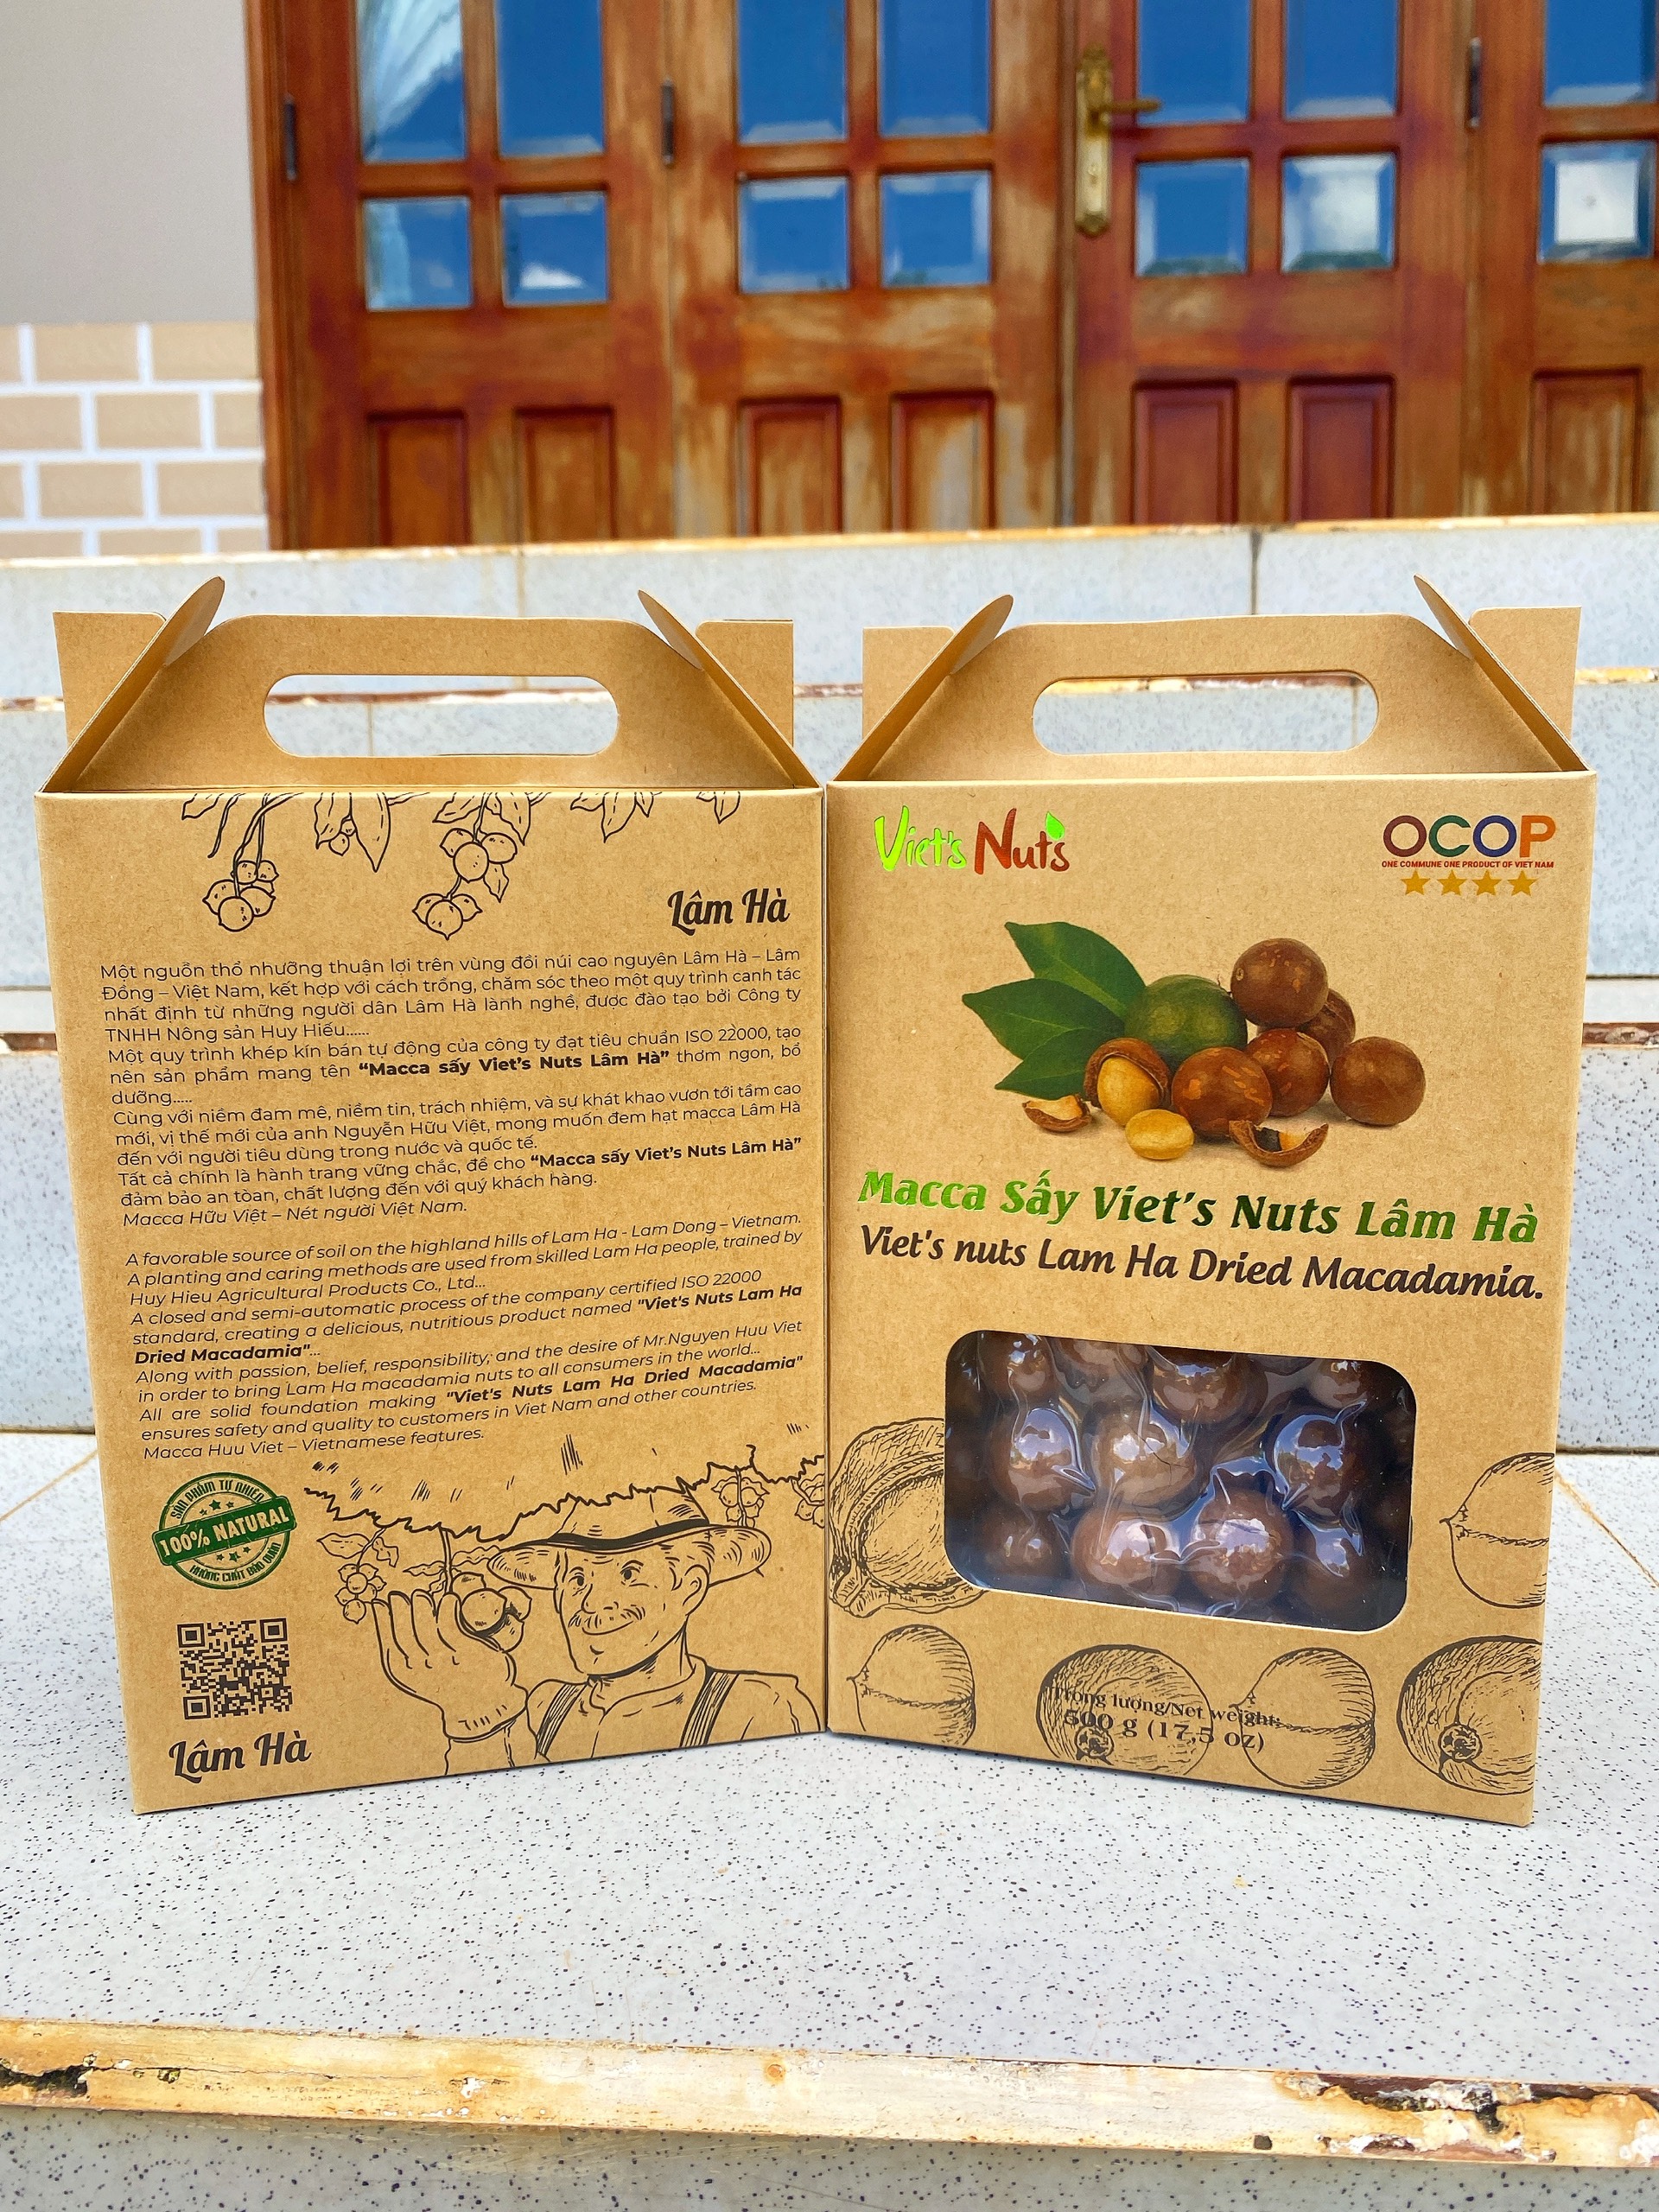 Lâm Hà
Một nguồn thổ nhưỡng thuận lợi trên vùng đồi núi cao nguyên Lâm Hà – Lâm
Đồng – Việt Nam, kết hợp với cách trồng, chăm sóc theo một quy trình canh tác
nhất định từ những người dân Lâm Hà lành nghề, được đào tạo bởi Công ty
TNHH Nông sản Huy Hiếu......
Một quy trình khép kín bán tự động của công ty đạt tiêu chuẩn ISO 22000, tạo
nên sản phẩm mang tên “Macca sấy Viet’s Nuts Lâm Hà” thơm ngon, bổ
dưỡng.....
Cùng với niềm đam mê, niềm tin, trách nhiệm, và sự khát khao vươn tới tầm cao
mới, vị thế mới của anh Nguyễn Hữu Việt, mong muốn đem hạt macca Lâm Hà
đến với người tiêu dùng trong nước và quốc tế.
Tất cả chính là hành trang vững chắc, để cho “Macca sấy Viet’s Nuts Lâm Hà”
đảm bảo an tòan, chất lượng đến với quý khách hàng.
Macca Hữu Việt – Nét người Việt Nam.
A favorable source of soil on the highland hills of Lam Ha - Lam Dong – Vietnam.
A planting and caring methods are used from skilled Lam Ha people, trained by
Huy Hieu Agricultural Products Co., Ltd...
A closed and semi-automatic process of the company certified ISO 22000
standard, creating a delicious, nutritious product named "Viet's Nuts Lam Ha
Dried Macadamia"...
Along with passion, belief, responsibility; and the desire of Mr.Nguyen Huu Viet
in order to bring Lam Ha macadamia nuts to all consumers in the world...
All are solid foundation making "Viet's Nuts Lam Ha Dried Macadamia"
ensures safety and quality to customers in Viet Nam and other countries.
Macca Huu Viet – Vietnamese features.
SẢN PHẨM TỰ NHIÊN
100% NATURAL
KHÔNG CHẤT BẢO QUẢN
Lâm Hà
Viet's Nuts
OCOP
ONE COMMUNE ONE PRODUCT OF VIET NAM
Macca Sấy Viet’s Nuts Lâm Hà
Viet's nuts Lam Ha Dried Macadamia.
Trọng lượng/Net weight:
500 g (17,5 oz)